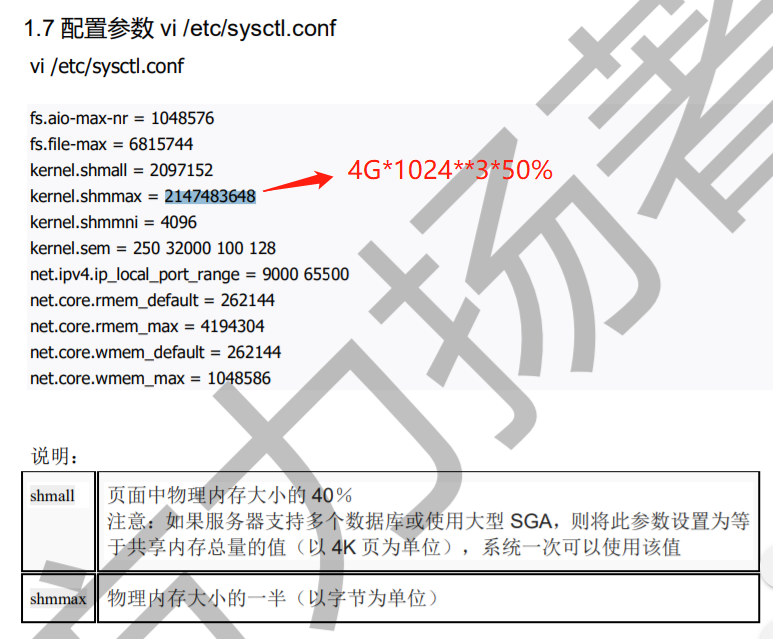 1.7 配置参数 vi /etc/sysctl.conf
vi /etc/sysctl.conf
fs.aio-max-nr = 1048576
fs.file-max = 6815744
kernel.shmall = 2097152
kernel.shmmax = 2147483648
4G*1024**3*50%
kernel.shmmni = 4096
kernel.sem = 250 32000 100 128
net.ipv4.ip_local_port_range = 9000 65500
net.core.rmem_default = 262144
net.core.rmem_max = 4194304
net.core.wmem_default = 262144
net.core.wmem_max = 1048586
说明：
shmall
页面中物理内存大小的 40%
注意：如果服务器支持多个数据库或使用大型 SGA，则将此参数设置为等
于共享内存总量的值（以 4K 页为单位），系统一次可以使用该值
shmmax
物理内存大小的一半（以字节为单位）
力扬